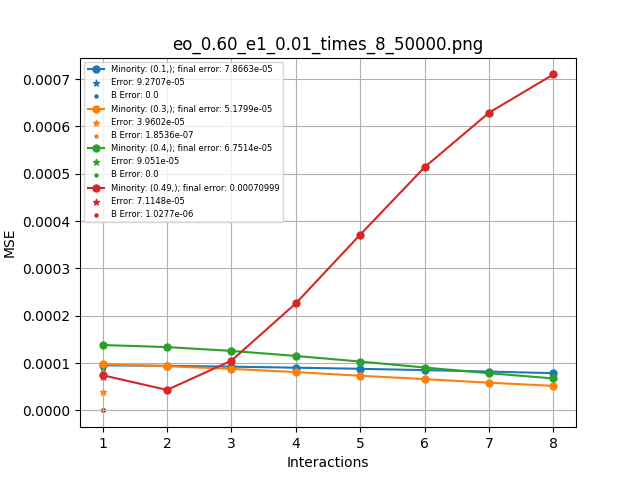 eo_0.60_e1_0.01_times_8_50000.png
Minority: (0.1,); final error: 7.8663e-05
Error: 9.2707e-05
B Error: 0.0
Minority: (0.3,); final error: 5.1799e-05
Error: 3.9602e-05
B Error: 1.8536e-07
Minority: (0.4,); final error: 6.7514e-05
Error: 9.051e-05
B Error: 0.0
Minority: (0.49,); final error: 0.00070999
Error: 7.1148e-05
B Error: 1.0277e-06
0.0007
0.0006
0.0005
0.0004
0.0003
0.0002
0.0001
0.0000
MSE
1 2 3 4 5 6 7 8
Interactions